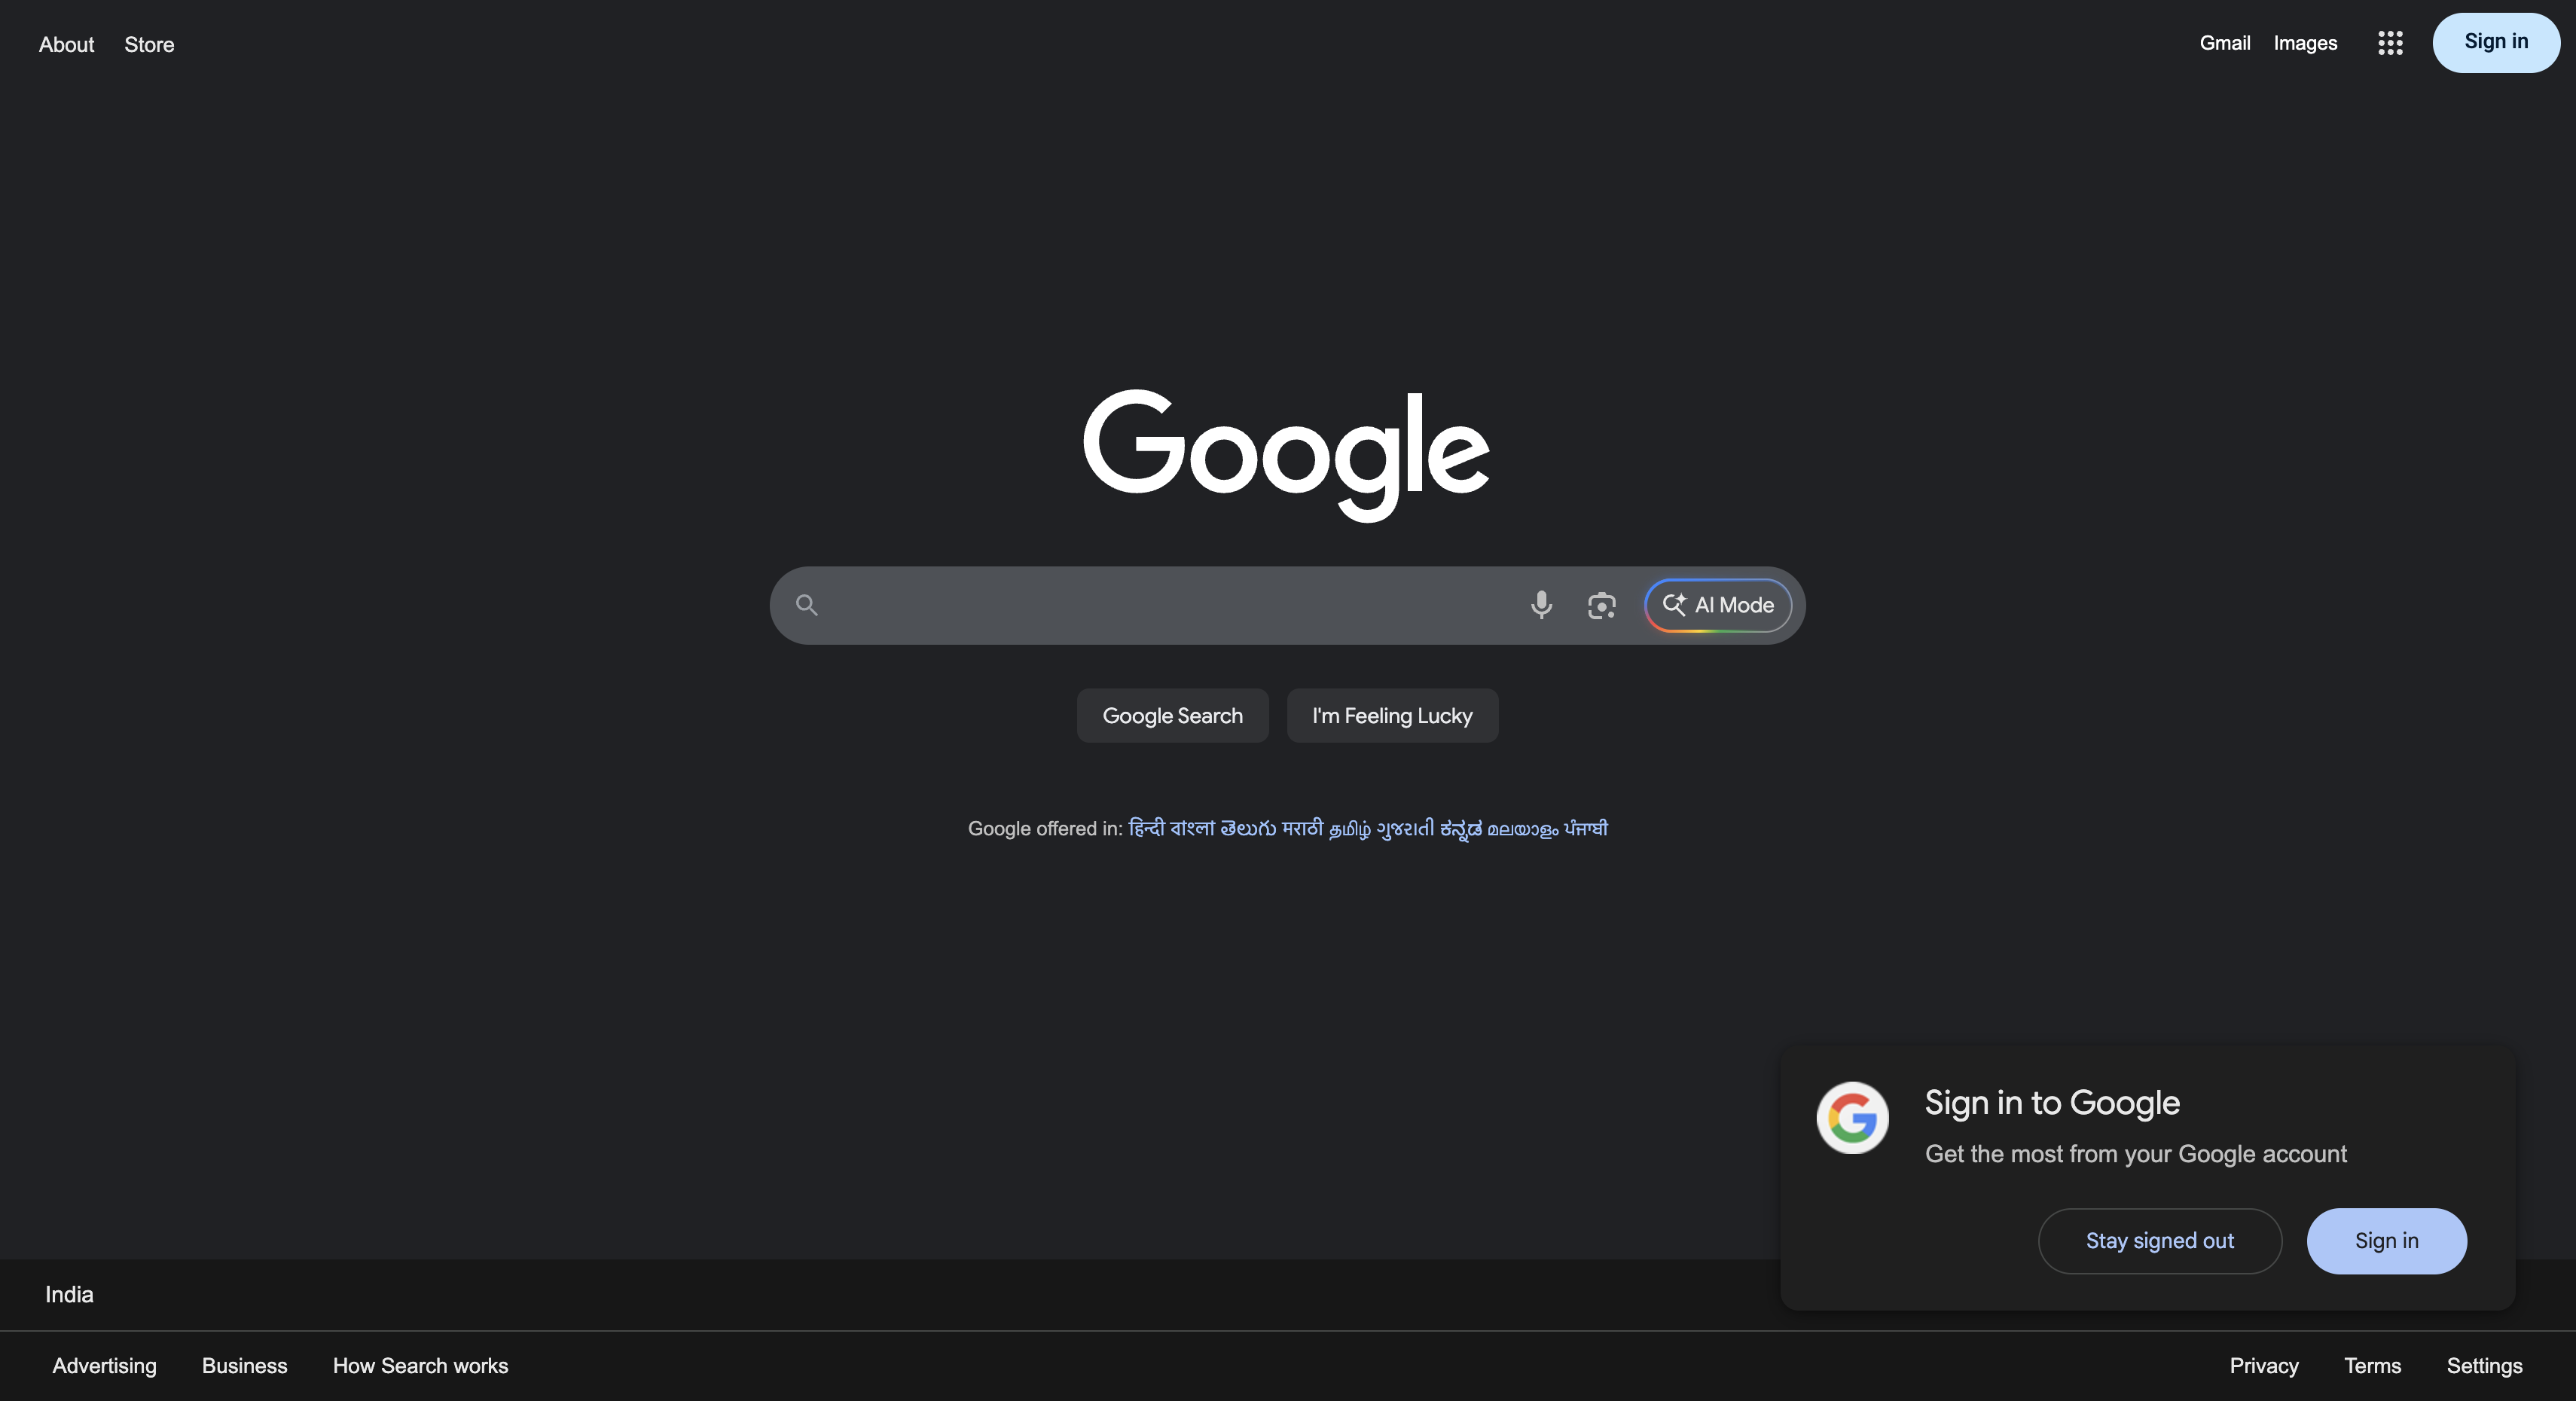 About Store
Gmail Images Sign in
Google
AI Mode
Google Search I'm Feeling Lucky
Google offered in: हिन्दी বাংলা తెలుగు मराठी தமிழ் ગુજરાતી ಕನ್ನಡ മലയാളം ਪੰਜਾਬੀ
Sign in to Google
Get the most from your Google account
Stay signed out Sign in
India
Advertising Business How Search works
Privacy Terms Settings